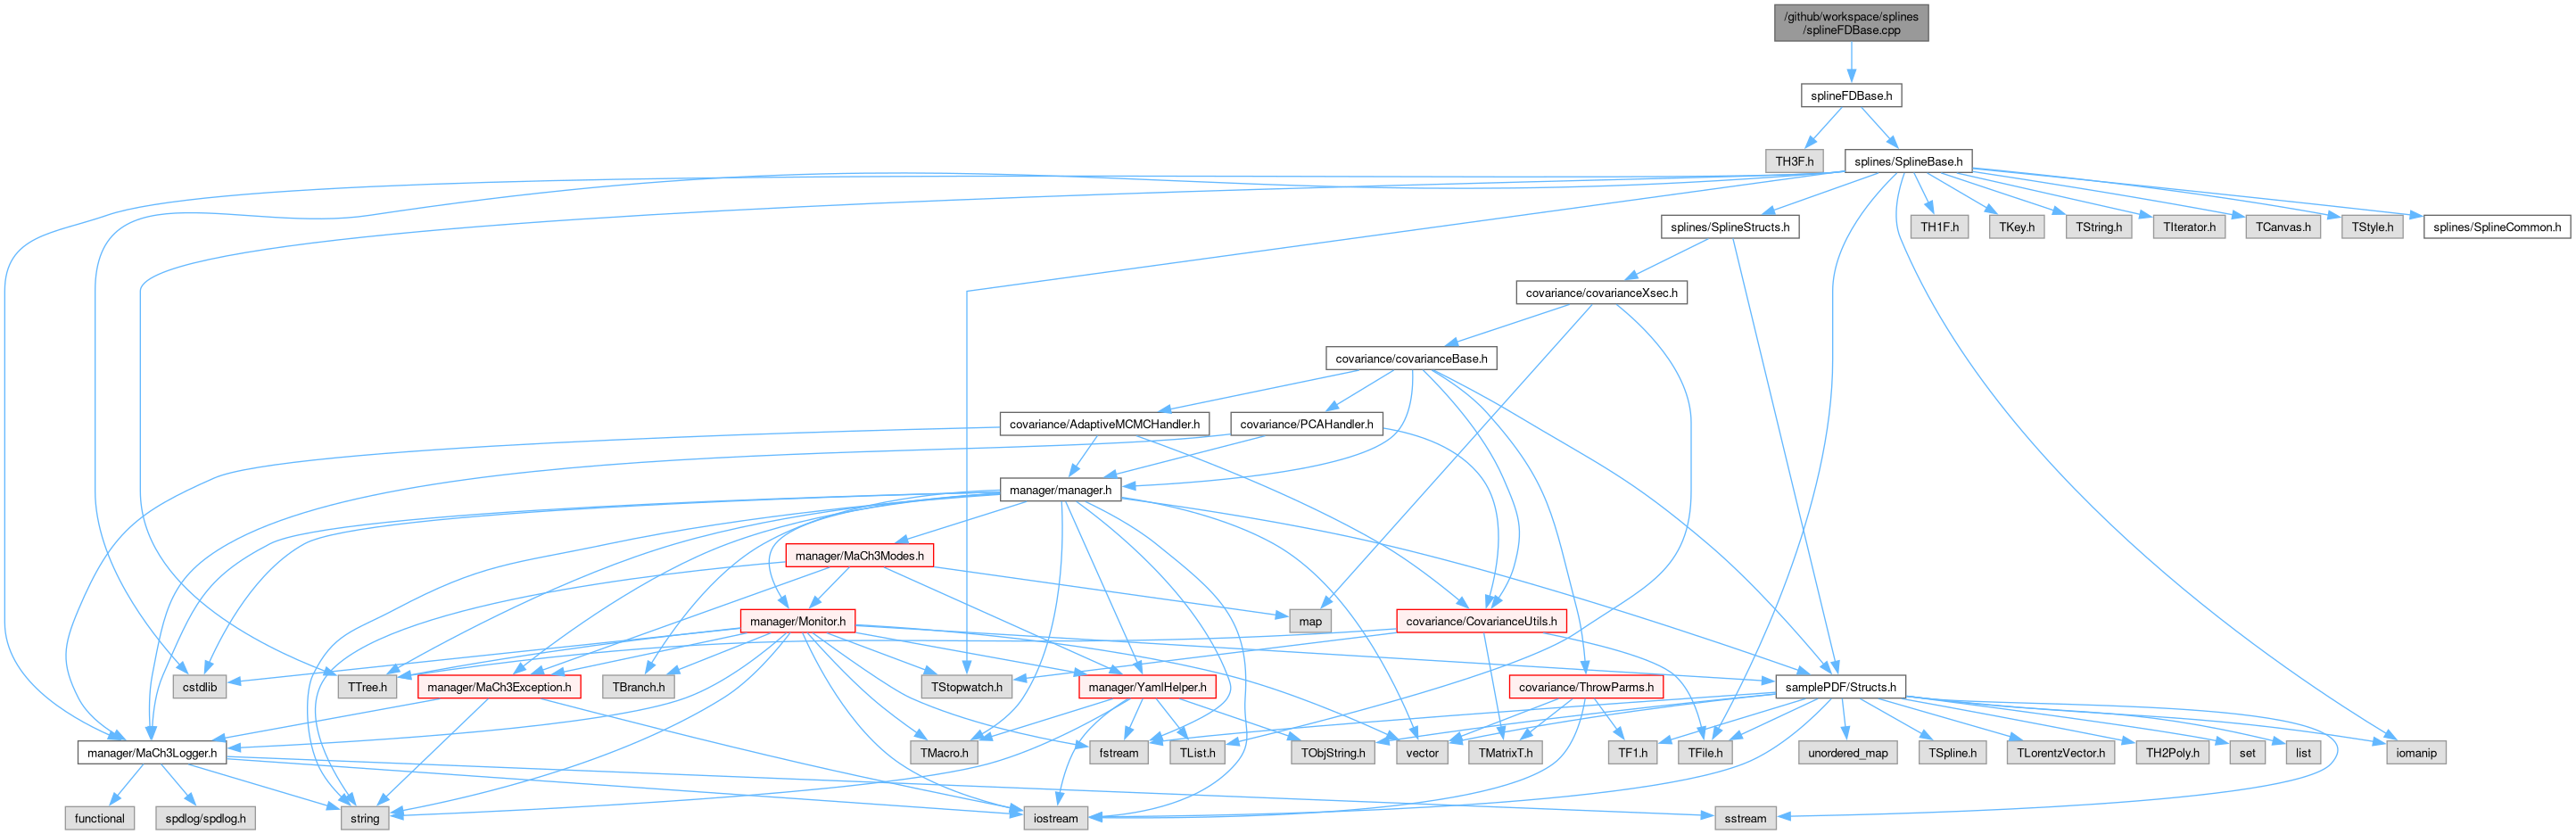 /github/workspace/splines
/splineFDBase.cpp
splineFDBase.h
TH3F.h
splines/SplineBase.h
splines/SplineStructs.h
TH1F.h
TKey.h
TString.h
TIterator.h
TCanvas.h
TStyle.h
splines/SplineCommon.h
covariance/covarianceXsec.h
covariance/covarianceBase.h
covariance/AdaptiveMCMCHandler.h
covariance/PCAHandler.h
manager/manager.h
manager/MaCh3Modes.h
manager/Monitor.h
map
covariance/CovarianceUtils.h
cstdlib
TTree.h
manager/MaCh3Exception.h
TBranch.h
TStopwatch.h
manager/YamlHelper.h
covariance/ThrowParms.h
samplePDF/Structs.h
manager/MaCh3Logger.h
TMacro.h
fstream
TList.h
TObjString.h
vector
TMatrixT.h
TF1.h
TFile.h
unordered_map
TSpline.h
TLorentzVector.h
TH2Poly.h
set
list
iomanip
functional
spdlog/spdlog.h
string
iostream
sstream